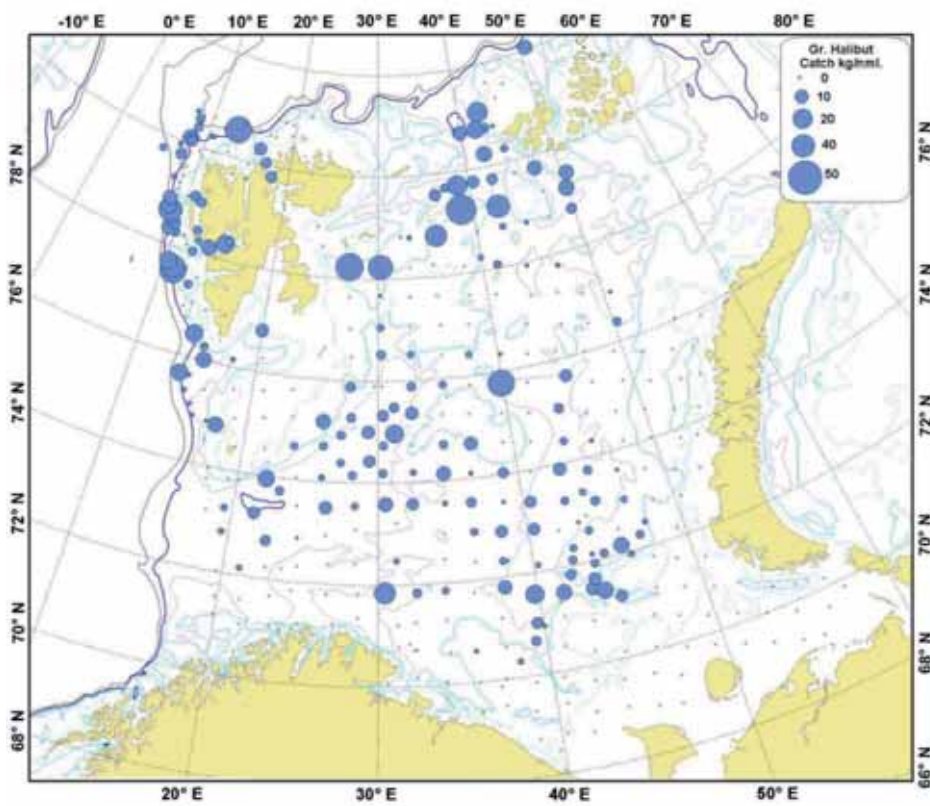 -10° E 0° E 10° E 20° E 30° E 40° E 50° E 60° E 70° E 80° E
Gr. Halibut
Catch kg/nml.
0
10
20
40
50
78° N
76° N
74° N
72° N
70° N
68° N
76° N
74° N
72° N
70° N
68° N
66° N
20° E 30° E 40° E 50° E